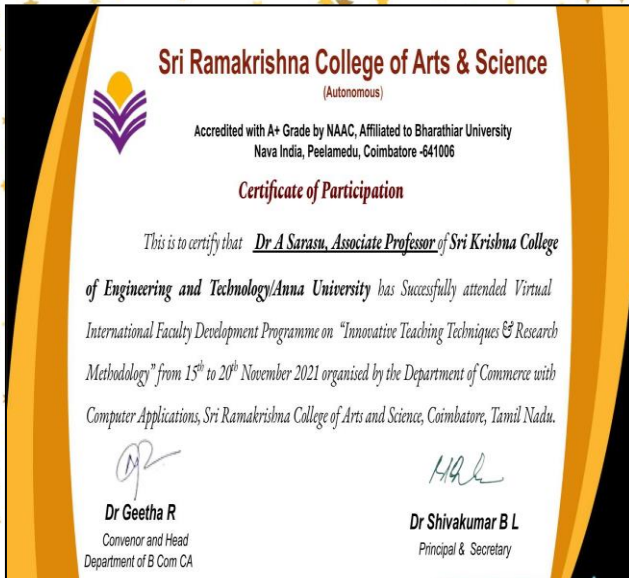 Sri Ramakrishna College of Arts & Science
(Autonomous)
Accredited with A+ Grade by NAAC, Affiliated to Bharathiar University
Nava India, Peelamedu, Coimbatore -641006
Certificate of Participation
This is to certify that Dr A Sarasu, Associate Professor of Sri Krishna College
of Engineering and Technology/Anna University has Successfully attended Virtual
International Faculty Development Programme on "Innovative Teaching Techniques & Research
Methodology" from 15th to 20th November 2021 organised by the Department of Commerce with
Computer Applications, Sri Ramakrishna College of Arts and Science, Coimbatore, Tamil Nadu.
Dr Geetha R
Convenor and Head
Department of B Com CA
Dr Shivakumar B L
Principal & Secretary